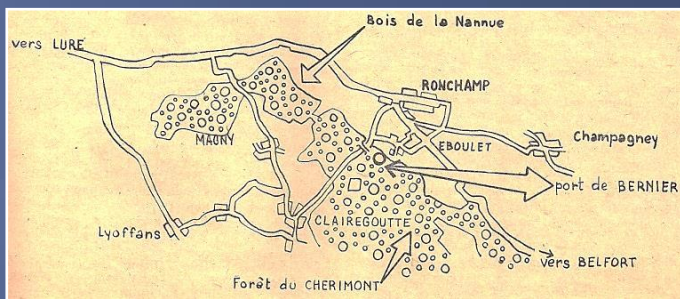 Bois de la Nannue
vers LURE
RONCHAMP
MAGNY
EBOULET
Champagney
port de BERNIER
CLAIREGOUTTE
Lyoffans
vers BELFORT
Forêt du CHERIMONT